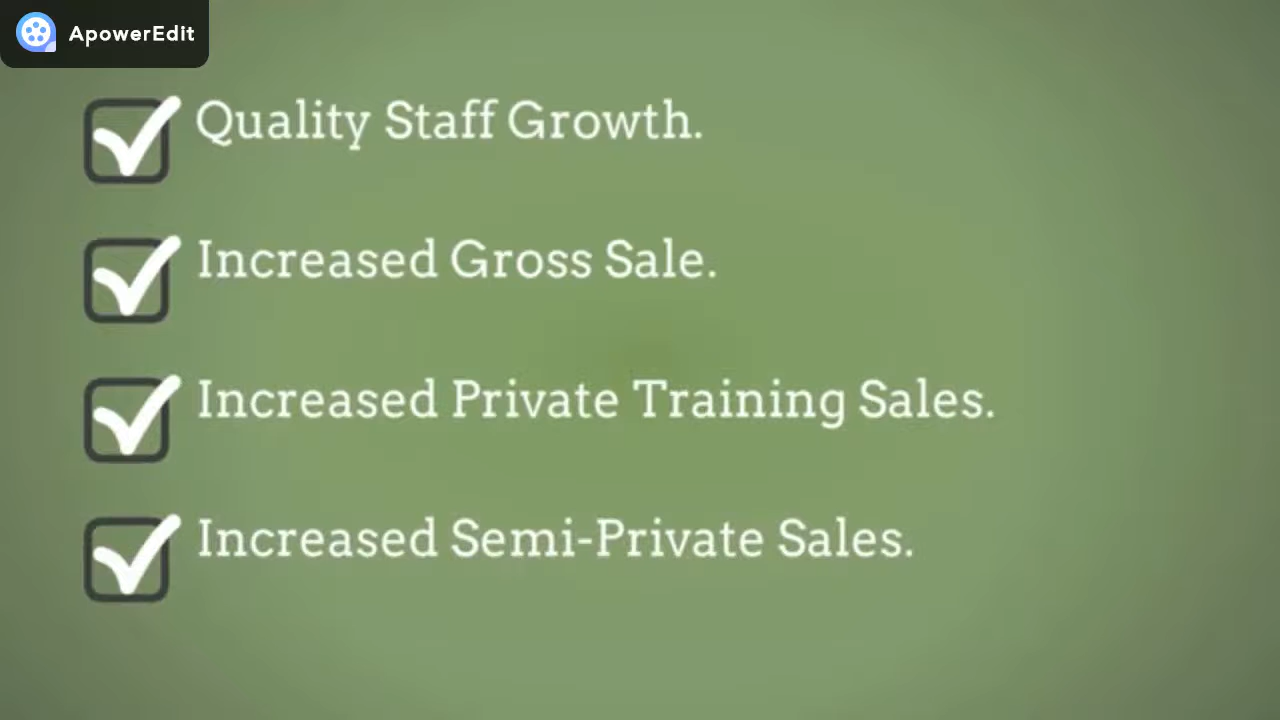 ApowerEdit
Quality Staff Growth.
Increased Gross Sale.
Increased Private Training Sales.
Increased Semi-Private Sales.